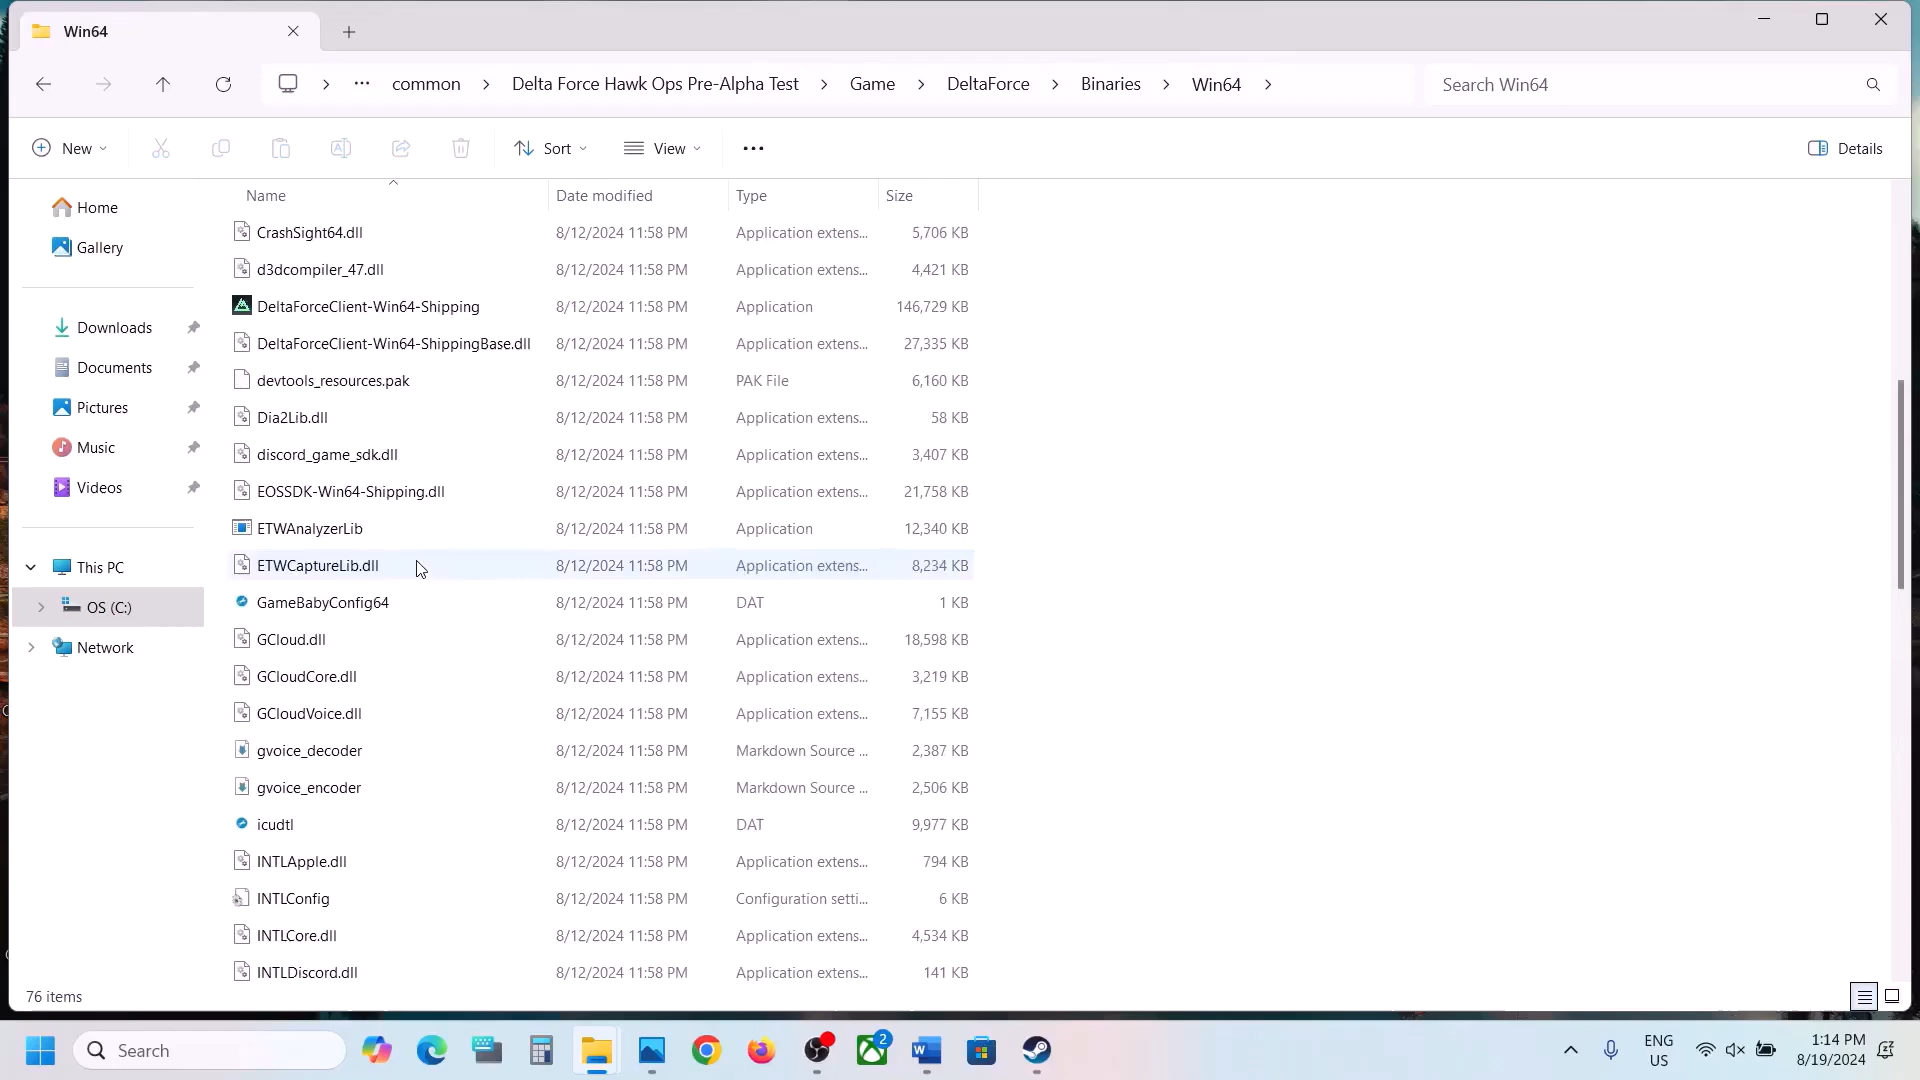 Win64
common
Delta Force Hawk Ops Pre-Alpha Test
Game
DeltaForce
Binaries
Win64
Search Win64
New
Sort
View
Details
Name Date modified Type Size
Home
Gallery
Downloads
Documents
Pictures
Music
Videos
This PC
OS (C:)
Network
CrashSight64.dll 8/12/2024 11:58 PM Application extens... 5,706 KB
d3dcompiler_47.dll 8/12/2024 11:58 PM Application extens... 4,421 KB
DeltaForceClient-Win64-Shipping 8/12/2024 11:58 PM Application 146,729 KB
DeltaForceClient-Win64-ShippingBase.dll 8/12/2024 11:58 PM Application extens... 27,335 KB
devtools_resources.pak 8/12/2024 11:58 PM PAK File 6,160 KB
Dia2Lib.dll 8/12/2024 11:58 PM Application extens... 58 KB
discord_game_sdk.dll 8/12/2024 11:58 PM Application extens... 3,407 KB
EOSSDK-Win64-Shipping.dll 8/12/2024 11:58 PM Application extens... 21,758 KB
ETWAnalyzerLib 8/12/2024 11:58 PM Application 12,340 KB
ETWCaptureLib.dll 8/12/2024 11:58 PM Application extens... 8,234 KB
GameBabyConfig64 8/12/2024 11:58 PM DAT 1 KB
GCloud.dll 8/12/2024 11:58 PM Application extens... 18,598 KB
GCloudCore.dll 8/12/2024 11:58 PM Application extens... 3,219 KB
GCloudVoice.dll 8/12/2024 11:58 PM Application extens... 7,155 KB
gvoice_decoder 8/12/2024 11:58 PM Markdown Source ... 2,387 KB
gvoice_encoder 8/12/2024 11:58 PM Markdown Source ... 2,506 KB
icudtl 8/12/2024 11:58 PM DAT 9,977 KB
INTLApple.dll 8/12/2024 11:58 PM Application extens... 794 KB
INTLConfig 8/12/2024 11:58 PM Configuration setti... 6 KB
INTLCore.dll 8/12/2024 11:58 PM Application extens... 4,534 KB
INTLDiscord.dll 8/12/2024 11:58 PM Application extens... 141 KB
76 items
Search
2
ENG
US
1:14 PM
8/19/2024